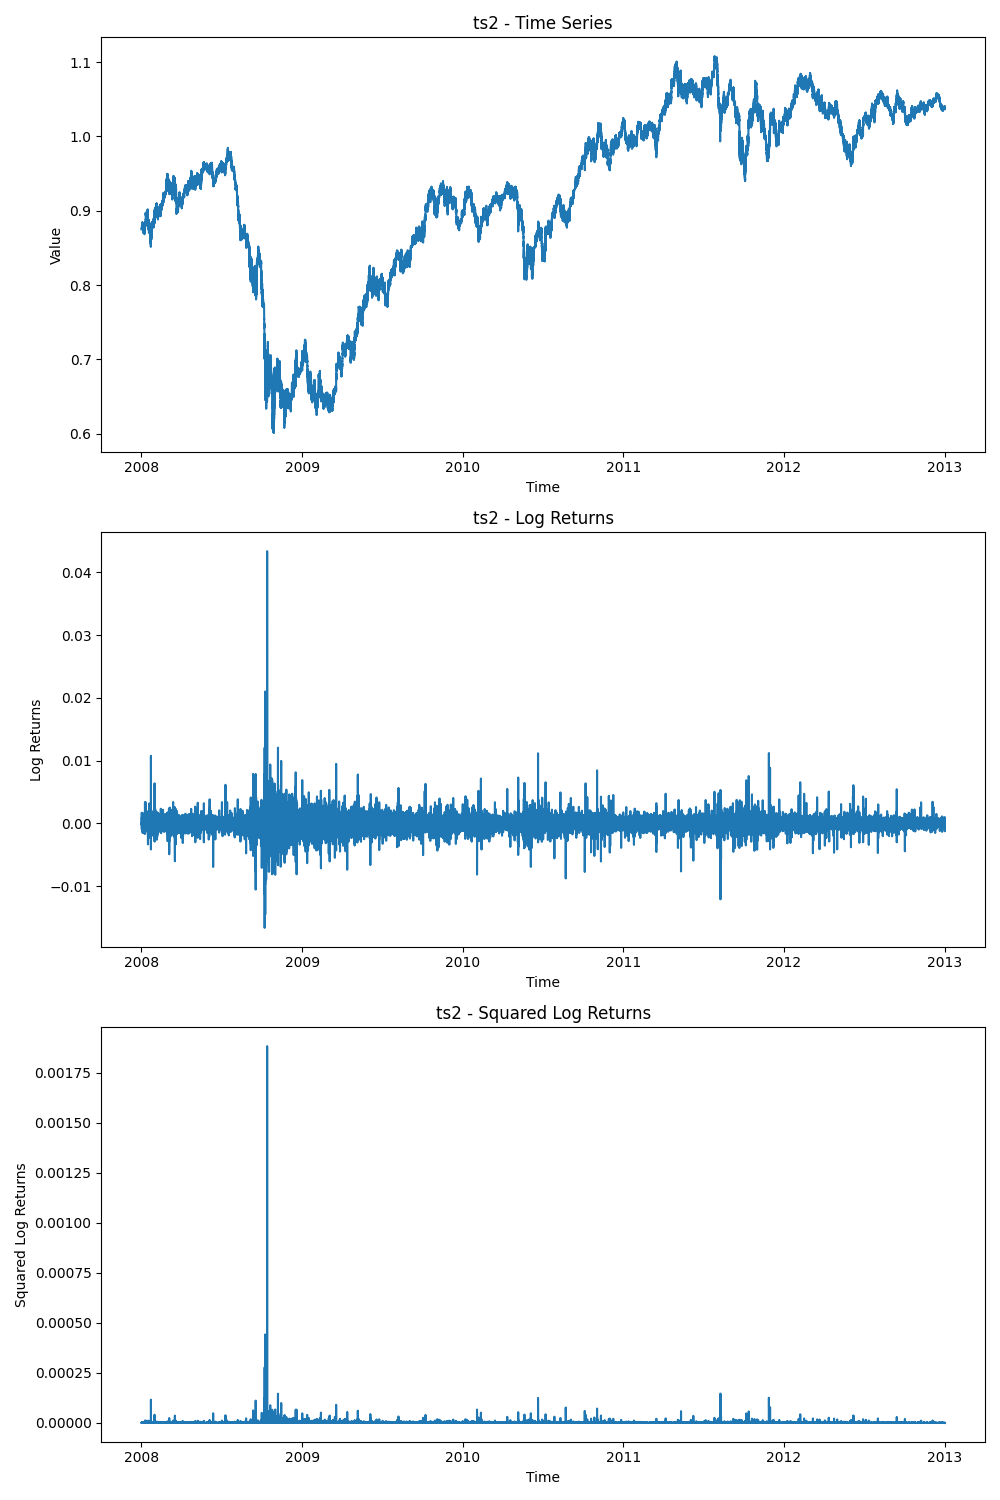 ts2 - Time Series
1.1
1.0
0.9
0.8
0.7
0.6
Value
2008 2009 2010 2011 2012 2013
Time
ts2 - Log Returns
0.04
0.03
0.02
0.01
0.00
−0.01
Log Returns
2008 2009 2010 2011 2012 2013
Time
ts2 - Squared Log Returns
0.00175
0.00150
0.00125
0.00100
0.00075
0.00050
0.00025
0.00000
Squared Log Returns
2008 2009 2010 2011 2012 2013
Time